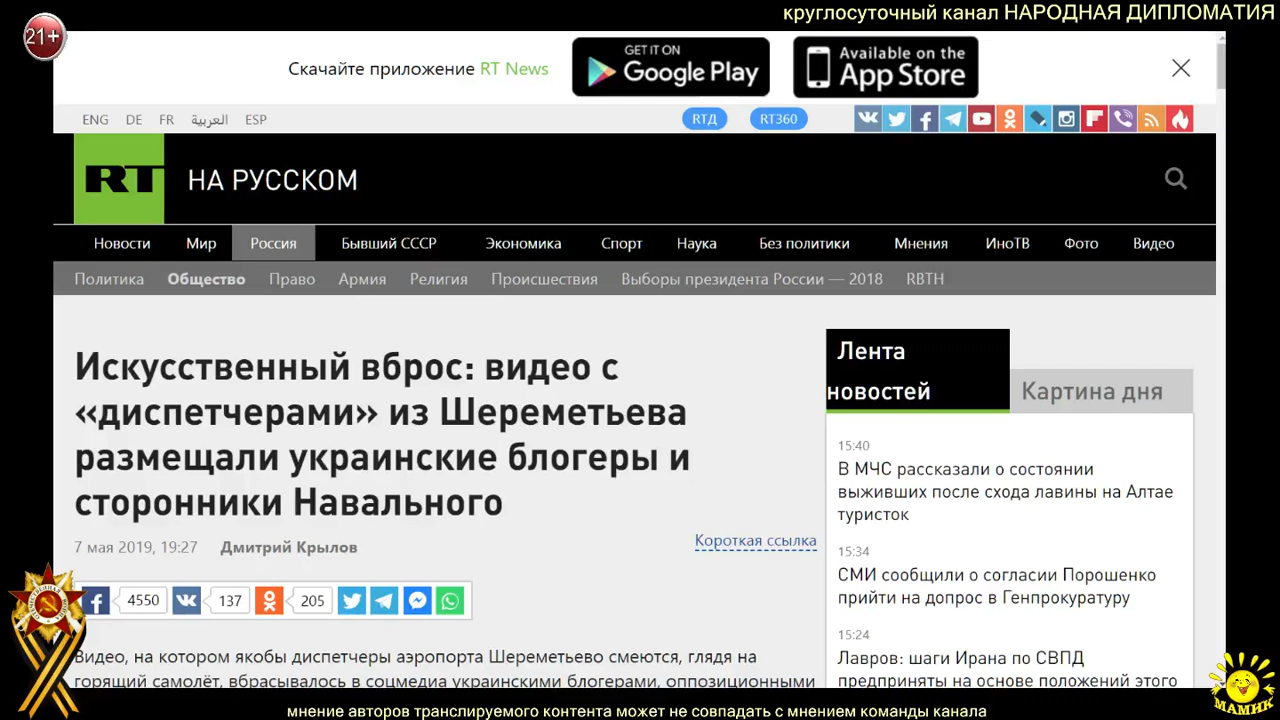 круглосуточный канал НАРОДНАЯ ДИПЛОМАТИЯ
21+
Скачайте приложение RT News
GET IT ON
Google Play
Available on the
App Store
ENG DE FR العربية ESP
RTД RT360
RT НА РУССКОМ
Новости Мир Россия Бывший СССР Экономика Спорт Наука Без политики Мнения ИноТВ Фото Видео
Политика Общество Право Армия Религия Происшествия Выборы президента России — 2018 RBTH
Искусственный вброс: видео с
«диспетчерами» из Шереметьева
размещали украинские блогеры и
сторонники Навального
7 мая 2019, 19:27 Дмитрий Крылов
Короткая ссылка
4550 137 205
Видео, на котором якобы диспетчеры аэропорта Шереметьево смеются, глядя на
горящий самолёт, вбрасывалось в соцмедиа украинскими блогерами, оппозиционными
Лента
новостей
Картина дня
15:40
В МЧС рассказали о состоянии
выживших после схода лавины на Алтае
туристок
15:34
СМИ сообщили о согласии Порошенко
прийти на допрос в Генпрокуратуру
15:24
Лавров: шаги Ирана по СВПД
предприняты на основе положений этого
МАМИК
мнение авторов транслируемого контента может не совпадать с мнением команды канала